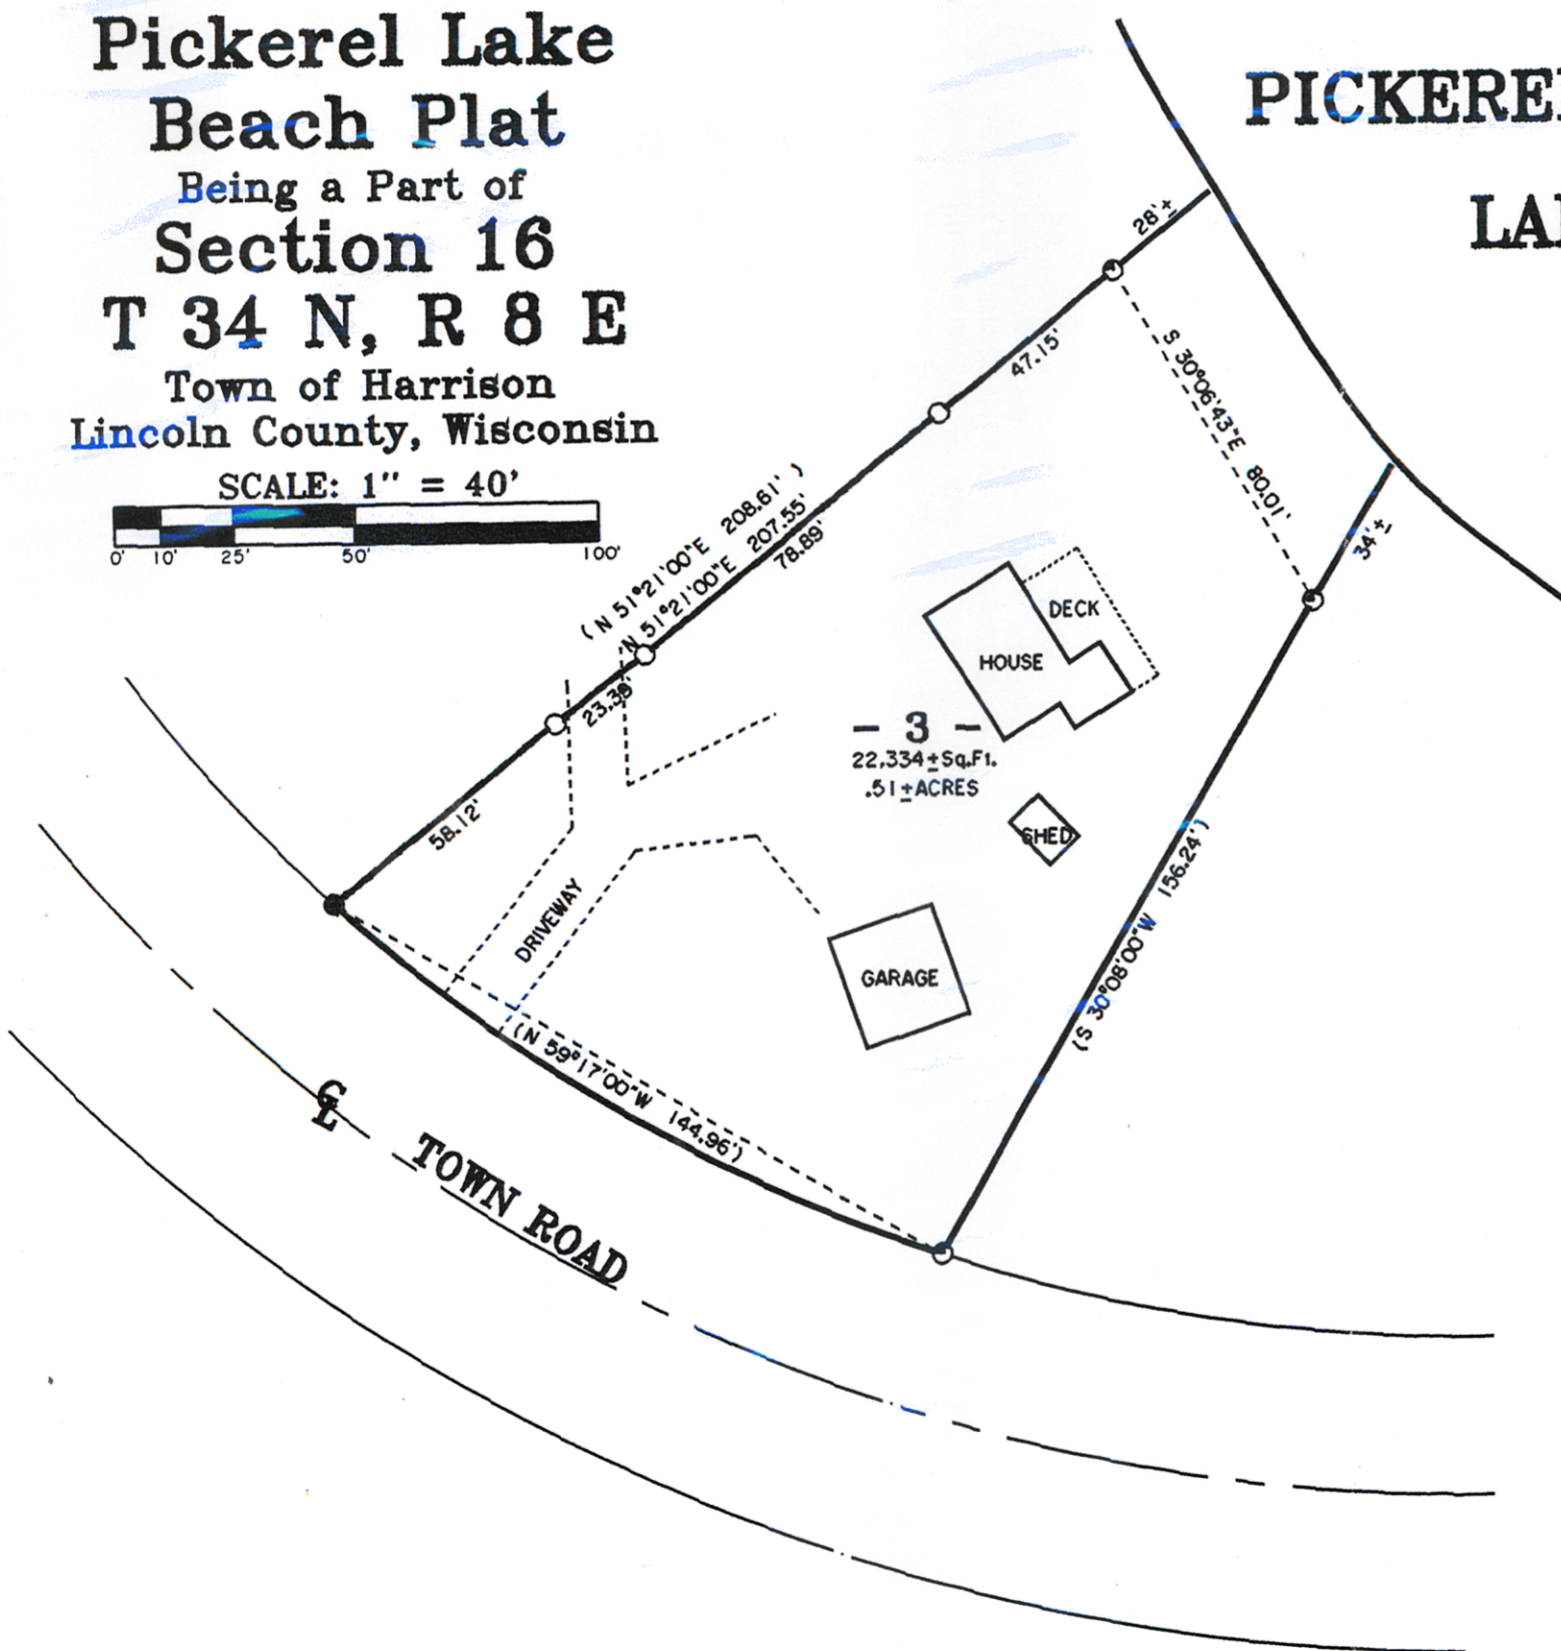 Pickerel Lake
Beach Plat
Being a Part of
Section 16
T 34 N, R 8 E
Town of Harrison
Lincoln County, Wisconsin
SCALE: 1" = 40'
0' 10' 25' 50' 100'
PICKERE
LA
28'±
47.15'
S 30°06'43"E 80.01'
34'±
(N 51°21'00"E 208.61')
N 51°21'00"E 207.55'
78.89'
23.39'
58.12'
DECK
HOUSE
- 3 -
22,334±Sq.Ft.
.51±ACRES
SHED
DRIVEWAY
GARAGE
(S 30°08'00"W 156.24')
(N 59°17'00"W 144.96')
CL
TOWN ROAD